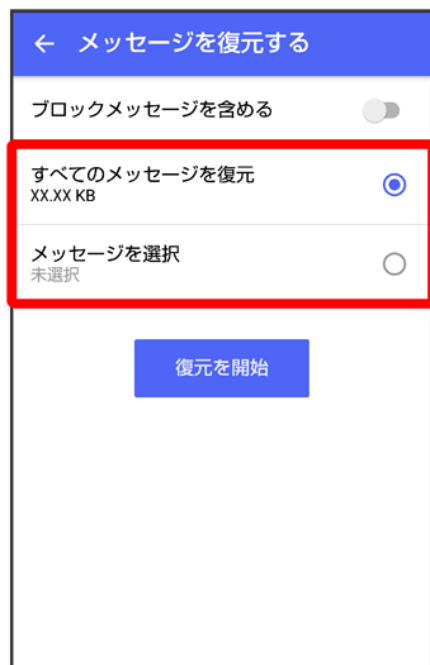 メッセージを復元する
ブロックメッセージを含める
すべてのメッセージを復元
XX.XX KB
メッセージを選択
未選択
復元を開始